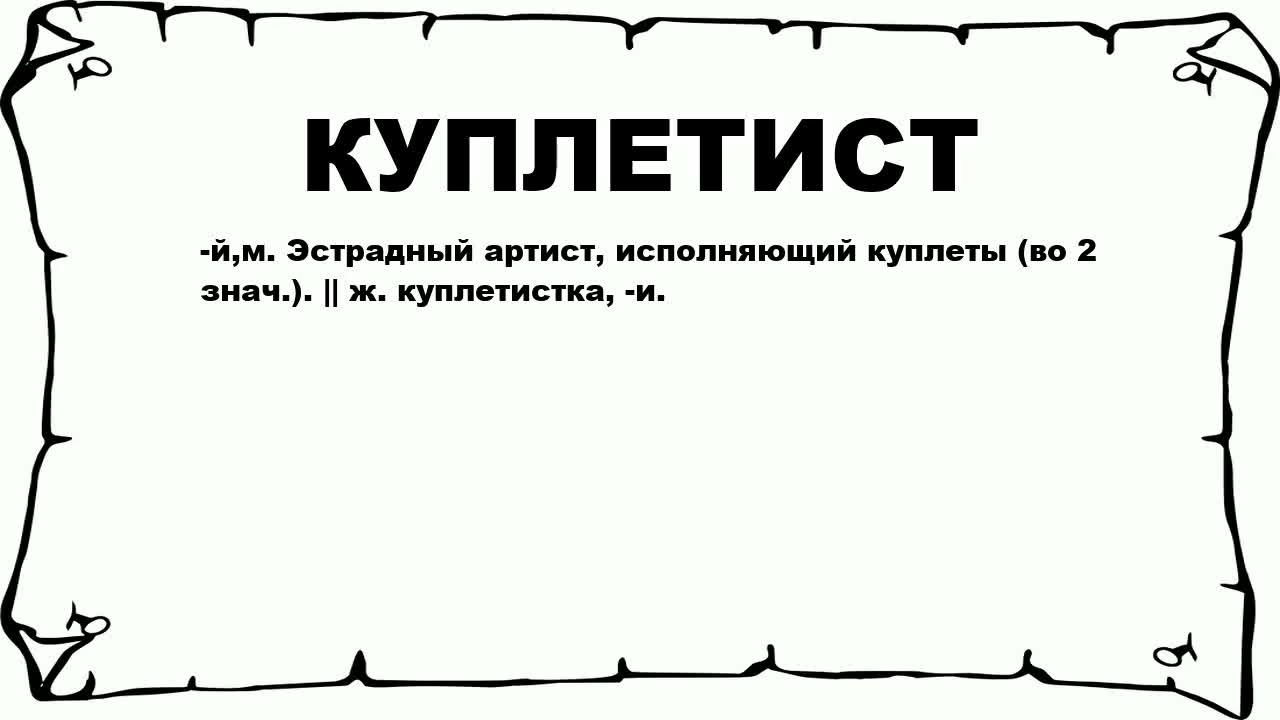 КУПЛЕТИСТ
-й,м. Эстрадный артист, исполняющий куплеты (во 2
знач.). || ж. куплетистка, -и.